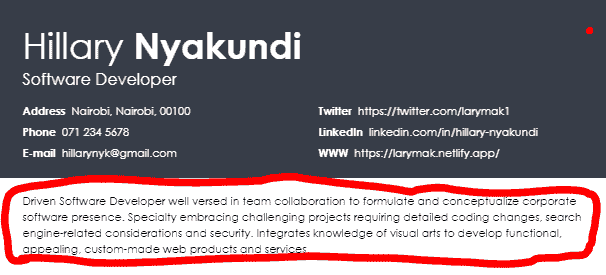 Hillary Nyakundi
Software Developer
Address Nairobi, Nairobi, 00100
Twitter https://twitter.com/larymak1
Phone 071 234 5678
LinkedIn linkedin.com/in/hillary-nyakundi
E-mail hillarynyk@gmail.com
WWW https://larymak.netlify.app/
Driven Software Developer well versed in team collaboration to formulate and conceptualize corporate
software presence. Specialty embracing challenging projects requiring detailed coding changes, search
engine-related considerations and security. Integrates knowledge of visual arts to develop functional,
appealing, custom-made web products and services.